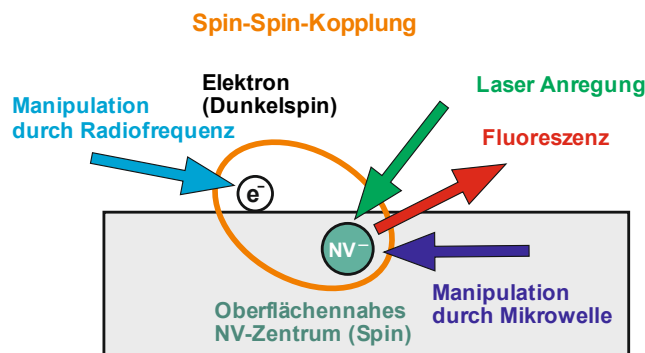 Spin-Spin-Kopplung
Elektron
(Dunkelspin)
Laser Anregung
Manipulation
durch Radiofrequenz
Fluoreszenz
e⁻
NV⁻
Oberflächennahes
NV-Zentrum (Spin)
Manipulation
durch Mikrowelle